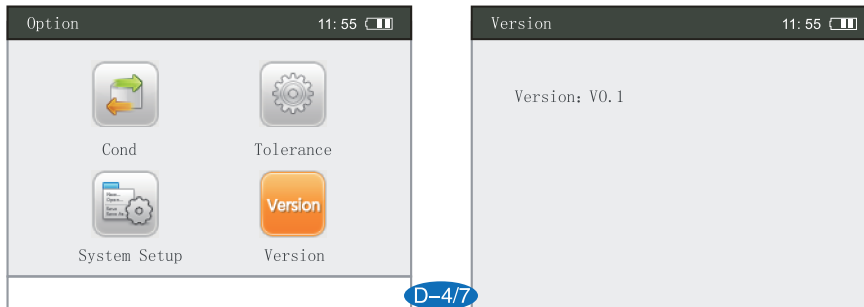 Option 11:55
Cond Tolerance
Version
System Setup Version
Version 11:55
Version: V0.1
D-4/7